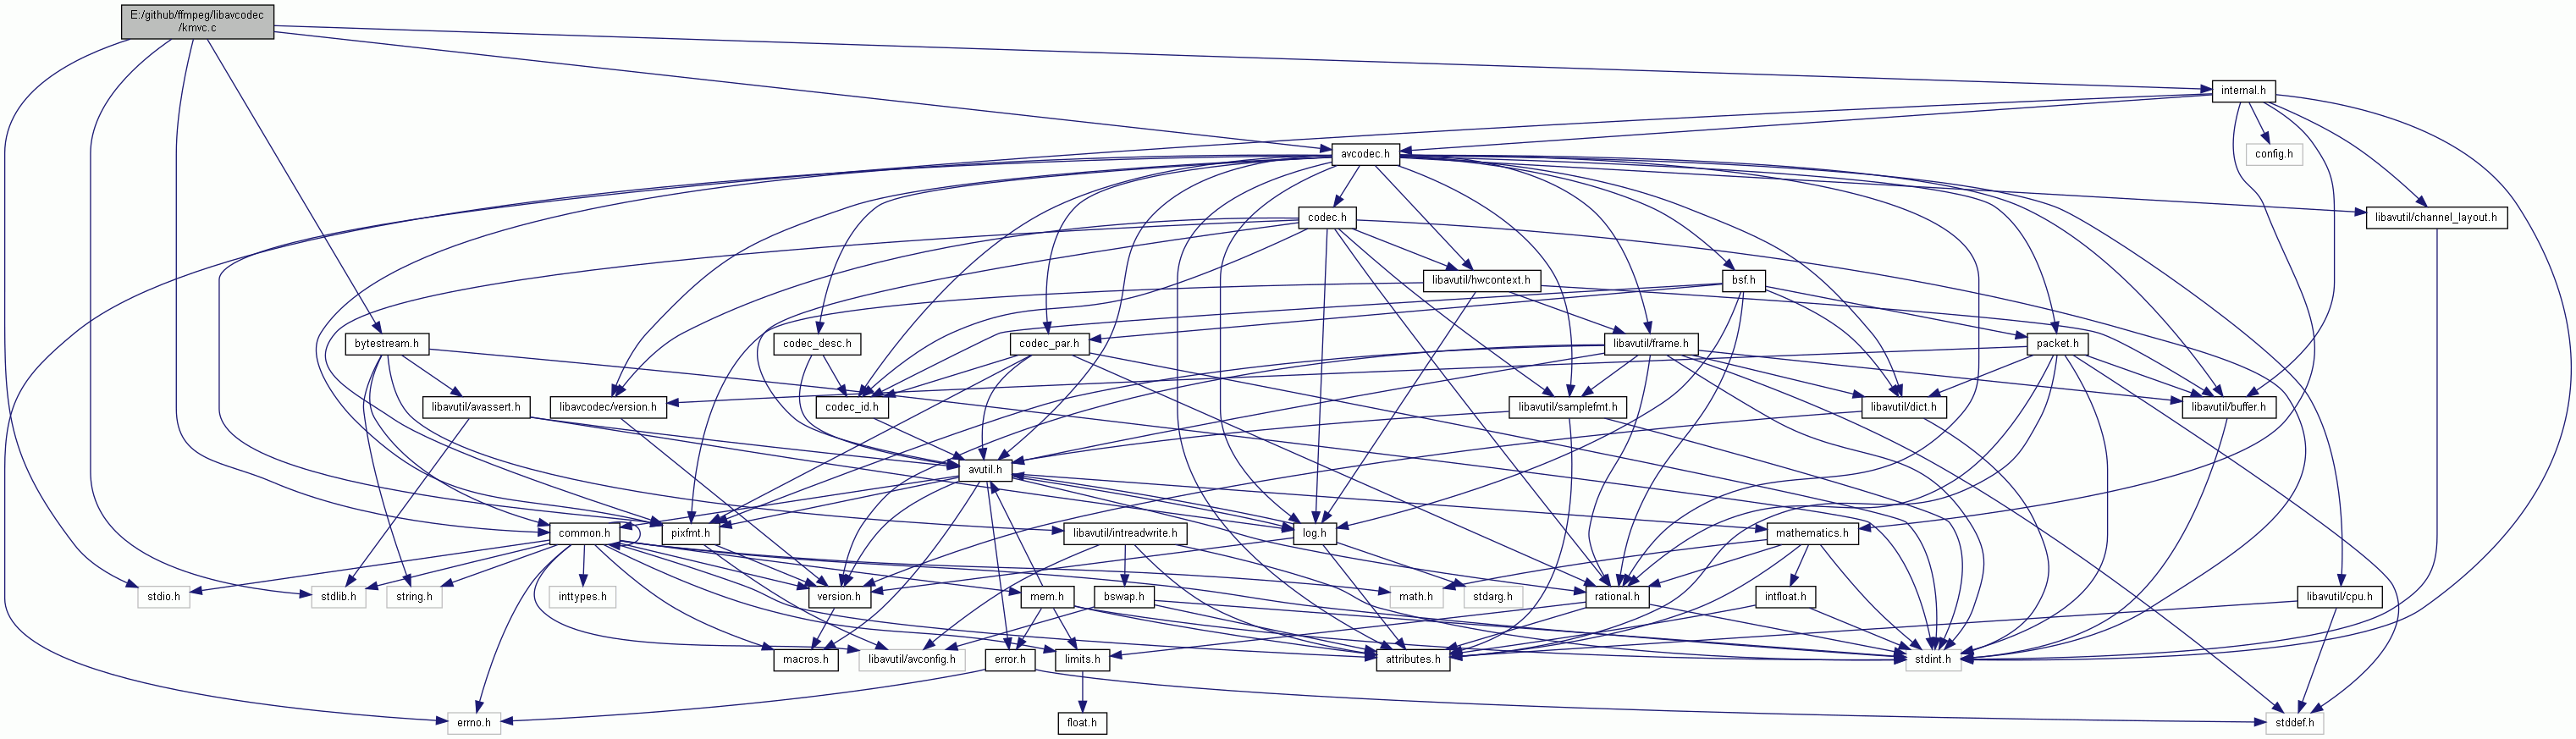 E:/github/ffmpeg/libavcodec
/kmvc.c
internal.h
avcodec.h
config.h
codec.h
libavutil/channel_layout.h
libavutil/hwcontext.h
bsf.h
bytestream.h
codec_desc.h
codec_par.h
libavutil/frame.h
packet.h
libavutil/avassert.h
libavcodec/version.h
codec_id.h
libavutil/samplefmt.h
libavutil/dict.h
libavutil/buffer.h
avutil.h
common.h
pixfmt.h
libavutil/intreadwrite.h
log.h
mathematics.h
stdio.h
stdlib.h
string.h
inttypes.h
version.h
mem.h
bswap.h
math.h
stdarg.h
rational.h
intfloat.h
libavutil/cpu.h
macros.h
libavutil/avconfig.h
error.h
limits.h
attributes.h
stdint.h
errno.h
float.h
stddef.h